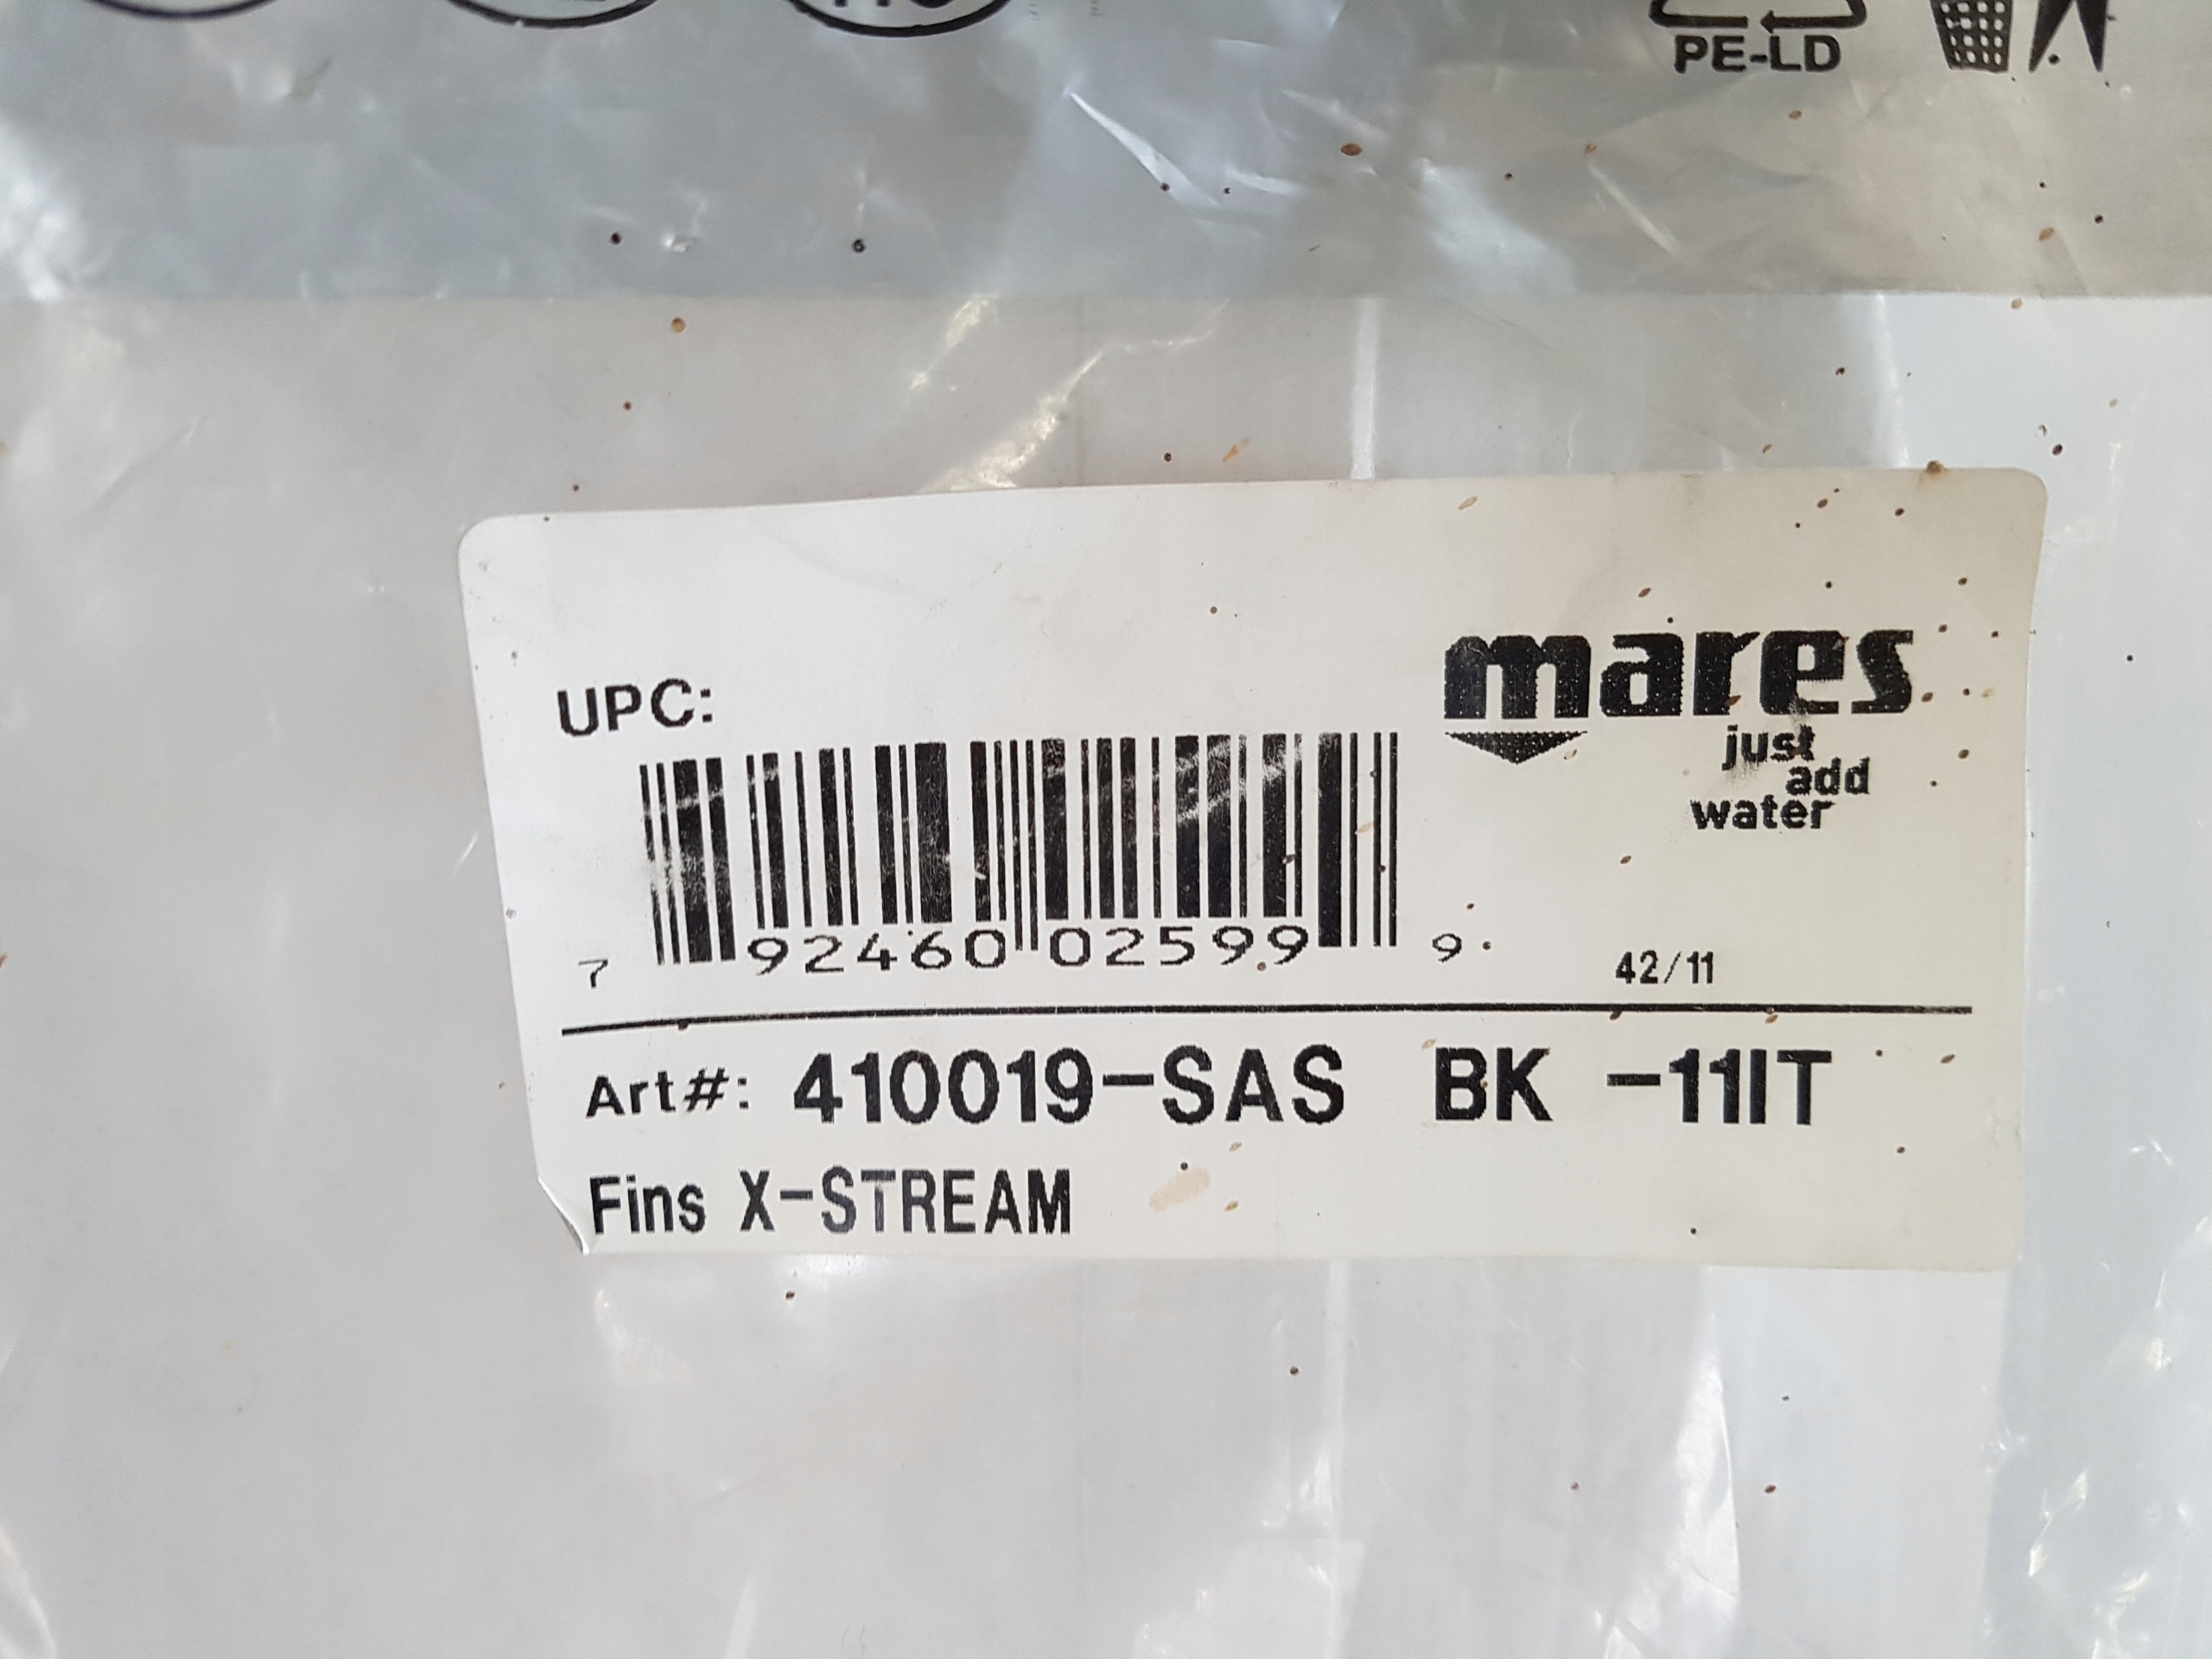 PE-LD
UPC:
mares
just
add
water
7 92460 02599 9
42/11
Art#: 410019-SAS BK -11IT
Fins X-STREAM